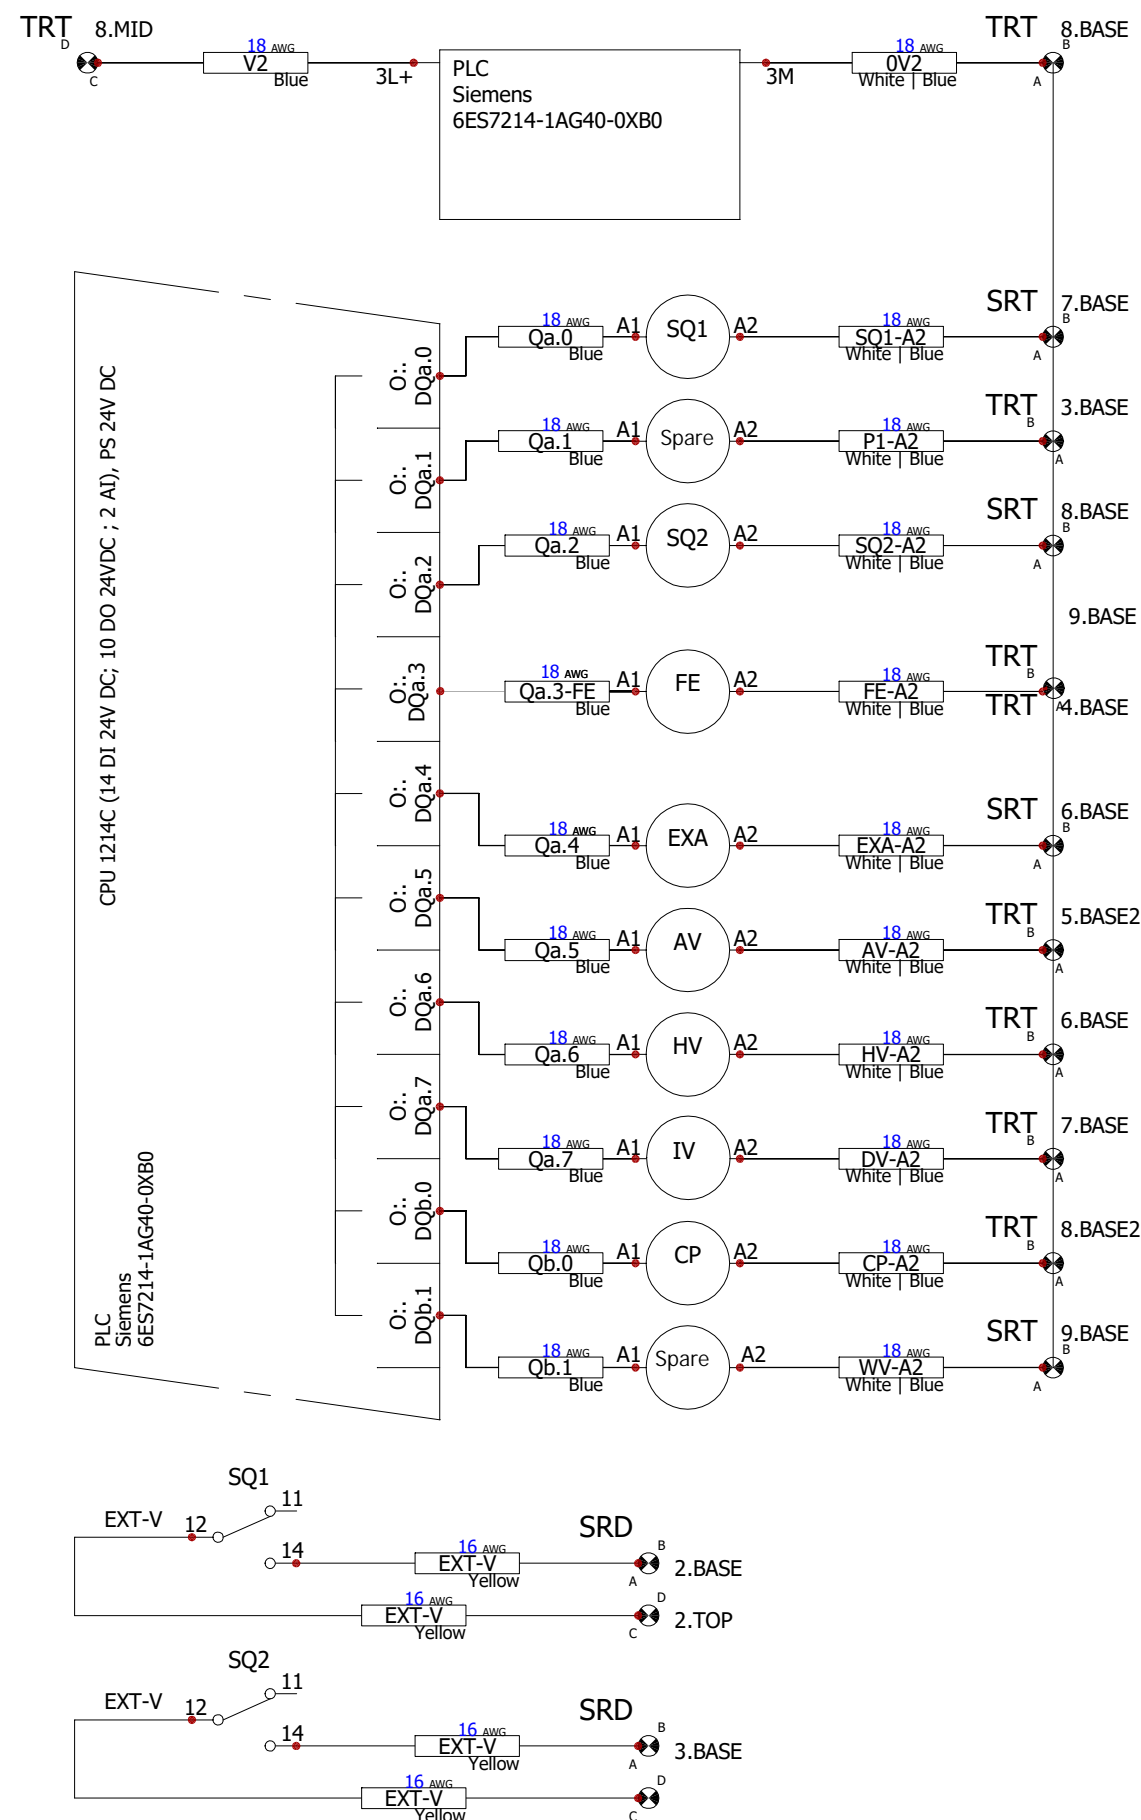 TRT 8.MID
D
C
18 AWG
V2
Blue
3L+
PLC
Siemens
6ES7214-1AG40-0XB0
3M
18 AWG
0V2
White | Blue
TRT 8.BASE
B
A
CPU 1214C (14 DI 24V DC; 10 DO 24VDC ; 2 AI), PS 24V DC
PLC
Siemens
6ES7214-1AG40-0XB0
O:.
DQa.0
18 AWG
Qa.0
Blue
A1 SQ1 A2
18 AWG
SQ1-A2
White | Blue
SRT 7.BASE
B
A
O:.
DQa.1
18 AWG
Qa.1
Blue
A1 Spare A2
18 AWG
P1-A2
White | Blue
TRT 3.BASE
B
A
O:.
DQa.2
18 AWG
Qa.2
Blue
A1 SQ2 A2
18 AWG
SQ2-A2
White | Blue
SRT 8.BASE
B
A
9.BASE
O:.
DQa.3
18 AWG
Qa.3-FE
Blue
A1 FE A2
18 AWG
FE-A2
White | Blue
TRT
B
TRT 4.BASE
A
O:.
DQa.4
18 AWG
Qa.4
Blue
A1 EXA A2
18 AWG
EXA-A2
White | Blue
SRT 6.BASE
B
A
O:.
DQa.5
18 AWG
Qa.5
Blue
A1 AV A2
18 AWG
AV-A2
White | Blue
TRT 5.BASE2
B
A
O:.
DQa.6
18 AWG
Qa.6
Blue
A1 HV A2
18 AWG
HV-A2
White | Blue
TRT 6.BASE
B
A
O:.
DQa.7
18 AWG
Qa.7
Blue
A1 IV A2
18 AWG
DV-A2
White | Blue
TRT 7.BASE
B
A
O:.
DQb.0
18 AWG
Qb.0
Blue
A1 CP A2
18 AWG
CP-A2
White | Blue
TRT 8.BASE2
B
A
O:.
DQb.1
18 AWG
Qb.1
Blue
A1 Spare A2
18 AWG
WV-A2
White | Blue
SRT 9.BASE
B
A
SQ1
11
EXT-V 12
14
16 AWG
EXT-V
Yellow
SRD
B
A
2.BASE
16 AWG
EXT-V
Yellow
D
C
2.TOP
SQ2
11
EXT-V 12
14
16 AWG
EXT-V
Yellow
SRD
B
A
3.BASE
16 AWG
EXT-V
Yellow
D
C